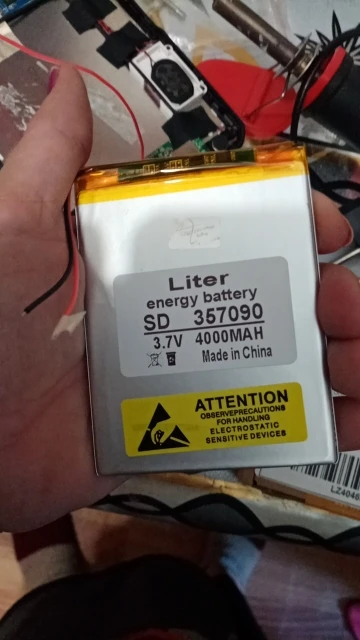 Liter
energy battery
SD 357090
3.7V 4000MAH
Made in China
ATTENTION
OBSERVEPRECAUTIONS
FOR HANDLING
ELECTROSTATIC
SENSITIVE DEVICES